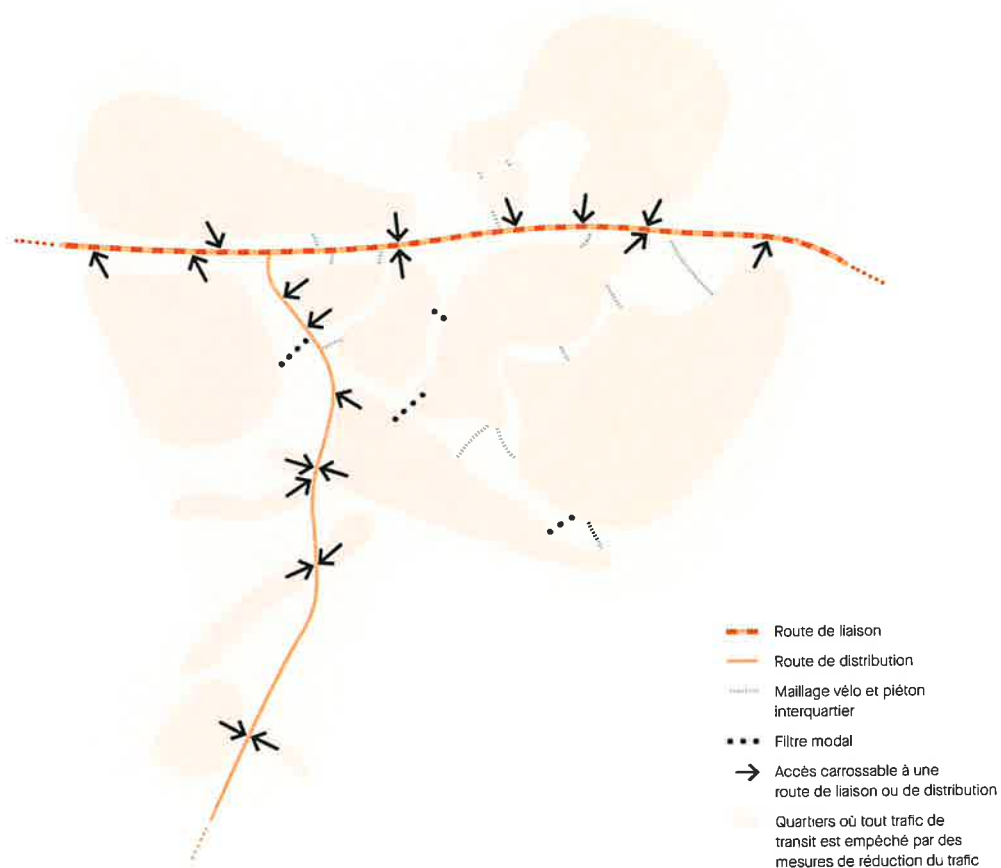 Route de liaison
Route de distribution
Maillage vélo et piéton
interquartier
Filtre modal
Accès carrossable à une
route de liaison ou de distribution
Quartiers où tout trafic de
transit est empêché par des
mesures de réduction du trafic